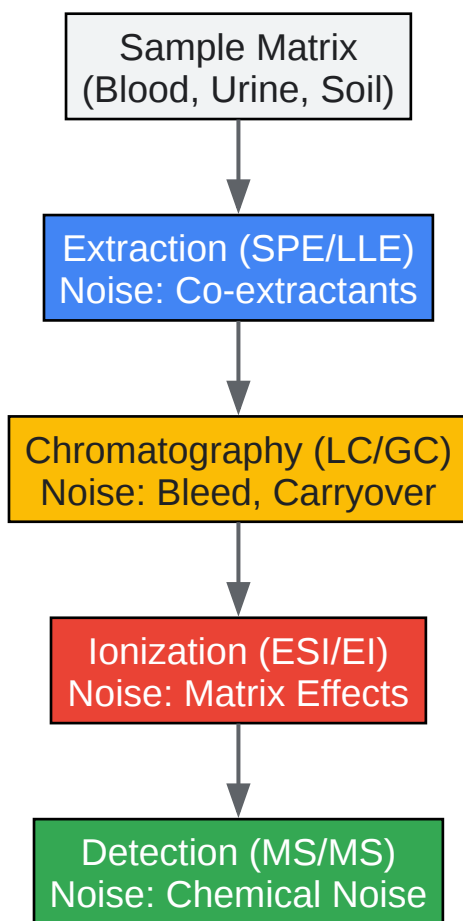 Sample Matrix
(Blood, Urine, Soil)
Extraction (SPE/LLE)
Noise: Co-extractants
Chromatography (LC/GC)
Noise: Bleed, Carryover
Ionization (ESI/EI)
Noise: Matrix Effects
Detection (MS/MS)
Noise: Chemical Noise